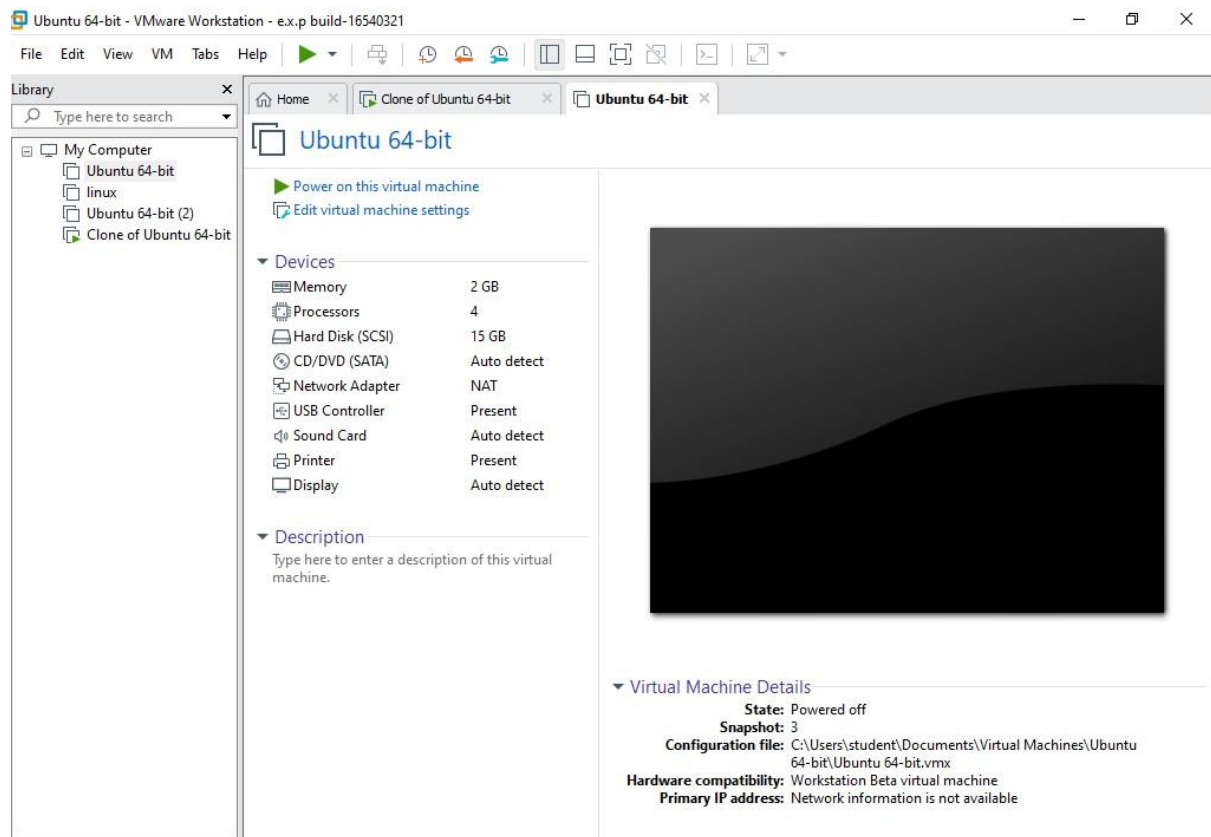 Ubuntu 64-bit - VMware Workstation - e.x.p build-16540321
File Edit View VM Tabs Help
Library
Type here to search
My Computer
Ubuntu 64-bit
linux
Ubuntu 64-bit (2)
Clone of Ubuntu 64-bit
Home Clone of Ubuntu 64-bit Ubuntu 64-bit
Ubuntu 64-bit
Power on this virtual machine
Edit virtual machine settings
Devices
Memory 2 GB
Processors 4
Hard Disk (SCSI) 15 GB
CD/DVD (SATA) Auto detect
Network Adapter NAT
USB Controller Present
Sound Card Auto detect
Printer Present
Display Auto detect
Description
Type here to enter a description of this virtual
machine.
Virtual Machine Details
State: Powered off
Snapshot: 3
Configuration file: C:\Users\student\Documents\Virtual Machines\Ubuntu
64-bit\Ubuntu 64-bit.vmx
Hardware compatibility: Workstation Beta virtual machine
Primary IP address: Network information is not available